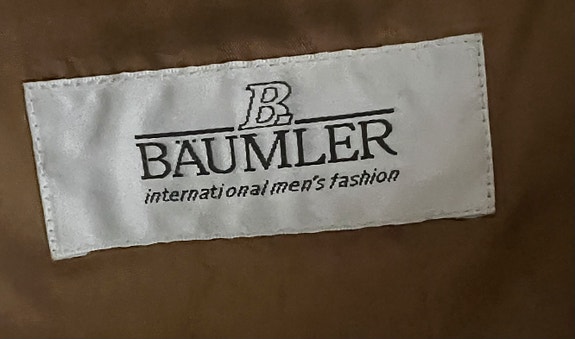 B.
BÄUMLER
international men's fashion